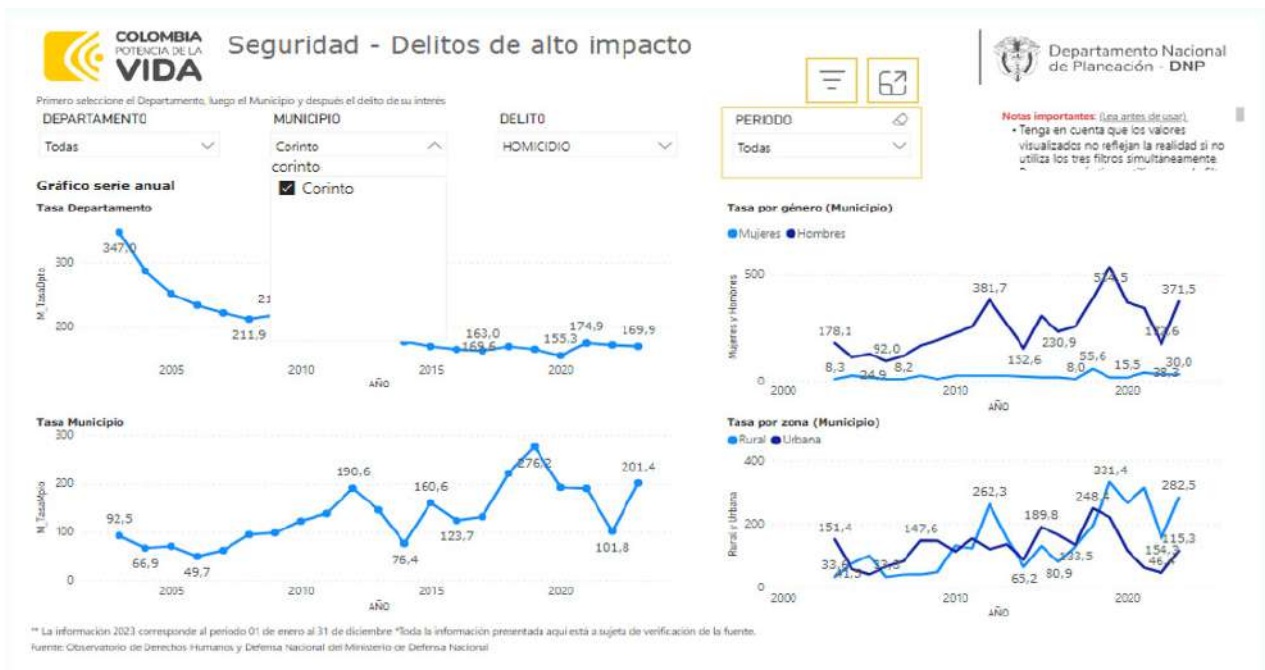 COLOMBIA
POTENCIA DE LA
VIDA
Seguridad - Delitos de alto impacto
Departamento Nacional
de Planeación - DNP
Primero seleccione el Departamento, luego el Municipio y después el delito de su interés
DEPARTAMENTO
Todas
MUNICIPIO
Corinto
corinto
Corinto
DELITO
HOMICIDIO
PERIODO
Todas
Notas importantes: (Lea antes de usar).
• Tenga en cuenta que los valores
visualizados no reflejan la realidad si no
utiliza los tres filtros simultaneamente.
Gráfico serie anual
Tasa Departamento
M_TasaDpto
300
200
347,0
211,9
21
163,0
169,6
155,3
174,9
169,9
2005
2010
2015
2020
AÑO
Tasa por género (Municipio)
Mujeres
Hombres
Mujeres y Hombres
500
0
178,1
92,0
381,7
152,6
230,9
534,5
371,5
8,3
24,9
8,2
8,0
55,6
15,5
38,3
30,0
2000
2010
2020
AÑO
Tasa Municipio
M_TasaMpio
300
200
100
0
92,5
66,9
49,7
190,6
76,4
160,6
123,7
276,2
101,8
201,4
2005
2010
2015
2020
AÑO
Tasa por zona (Municipio)
Rural
Urbana
Rural y Urbana
400
200
0
151,4
147,6
262,3
65,2
189,8
80,9
133,5
248,4
331,4
154,3
282,5
115,3
2000
2010
2020
AÑO
** La información 2023 corresponde al periodo 01 de enero al 31 de diciembre *Toda la información presentada aquí está a sujeta de verificación de la fuente.
Fuente: Observatorio de Derechos Humanos y Defensa Nacional del Ministerio de Defensa Nacional